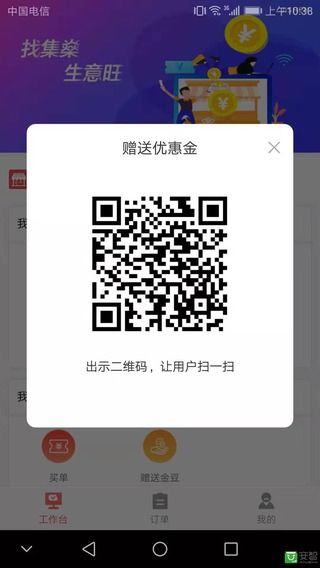 中国电信
上午10:36
找集燊
生意旺
赠送优惠金
我
出示二维码，让用户扫一扫
我
买单
赠送金豆
工作台
订单
我的
安智